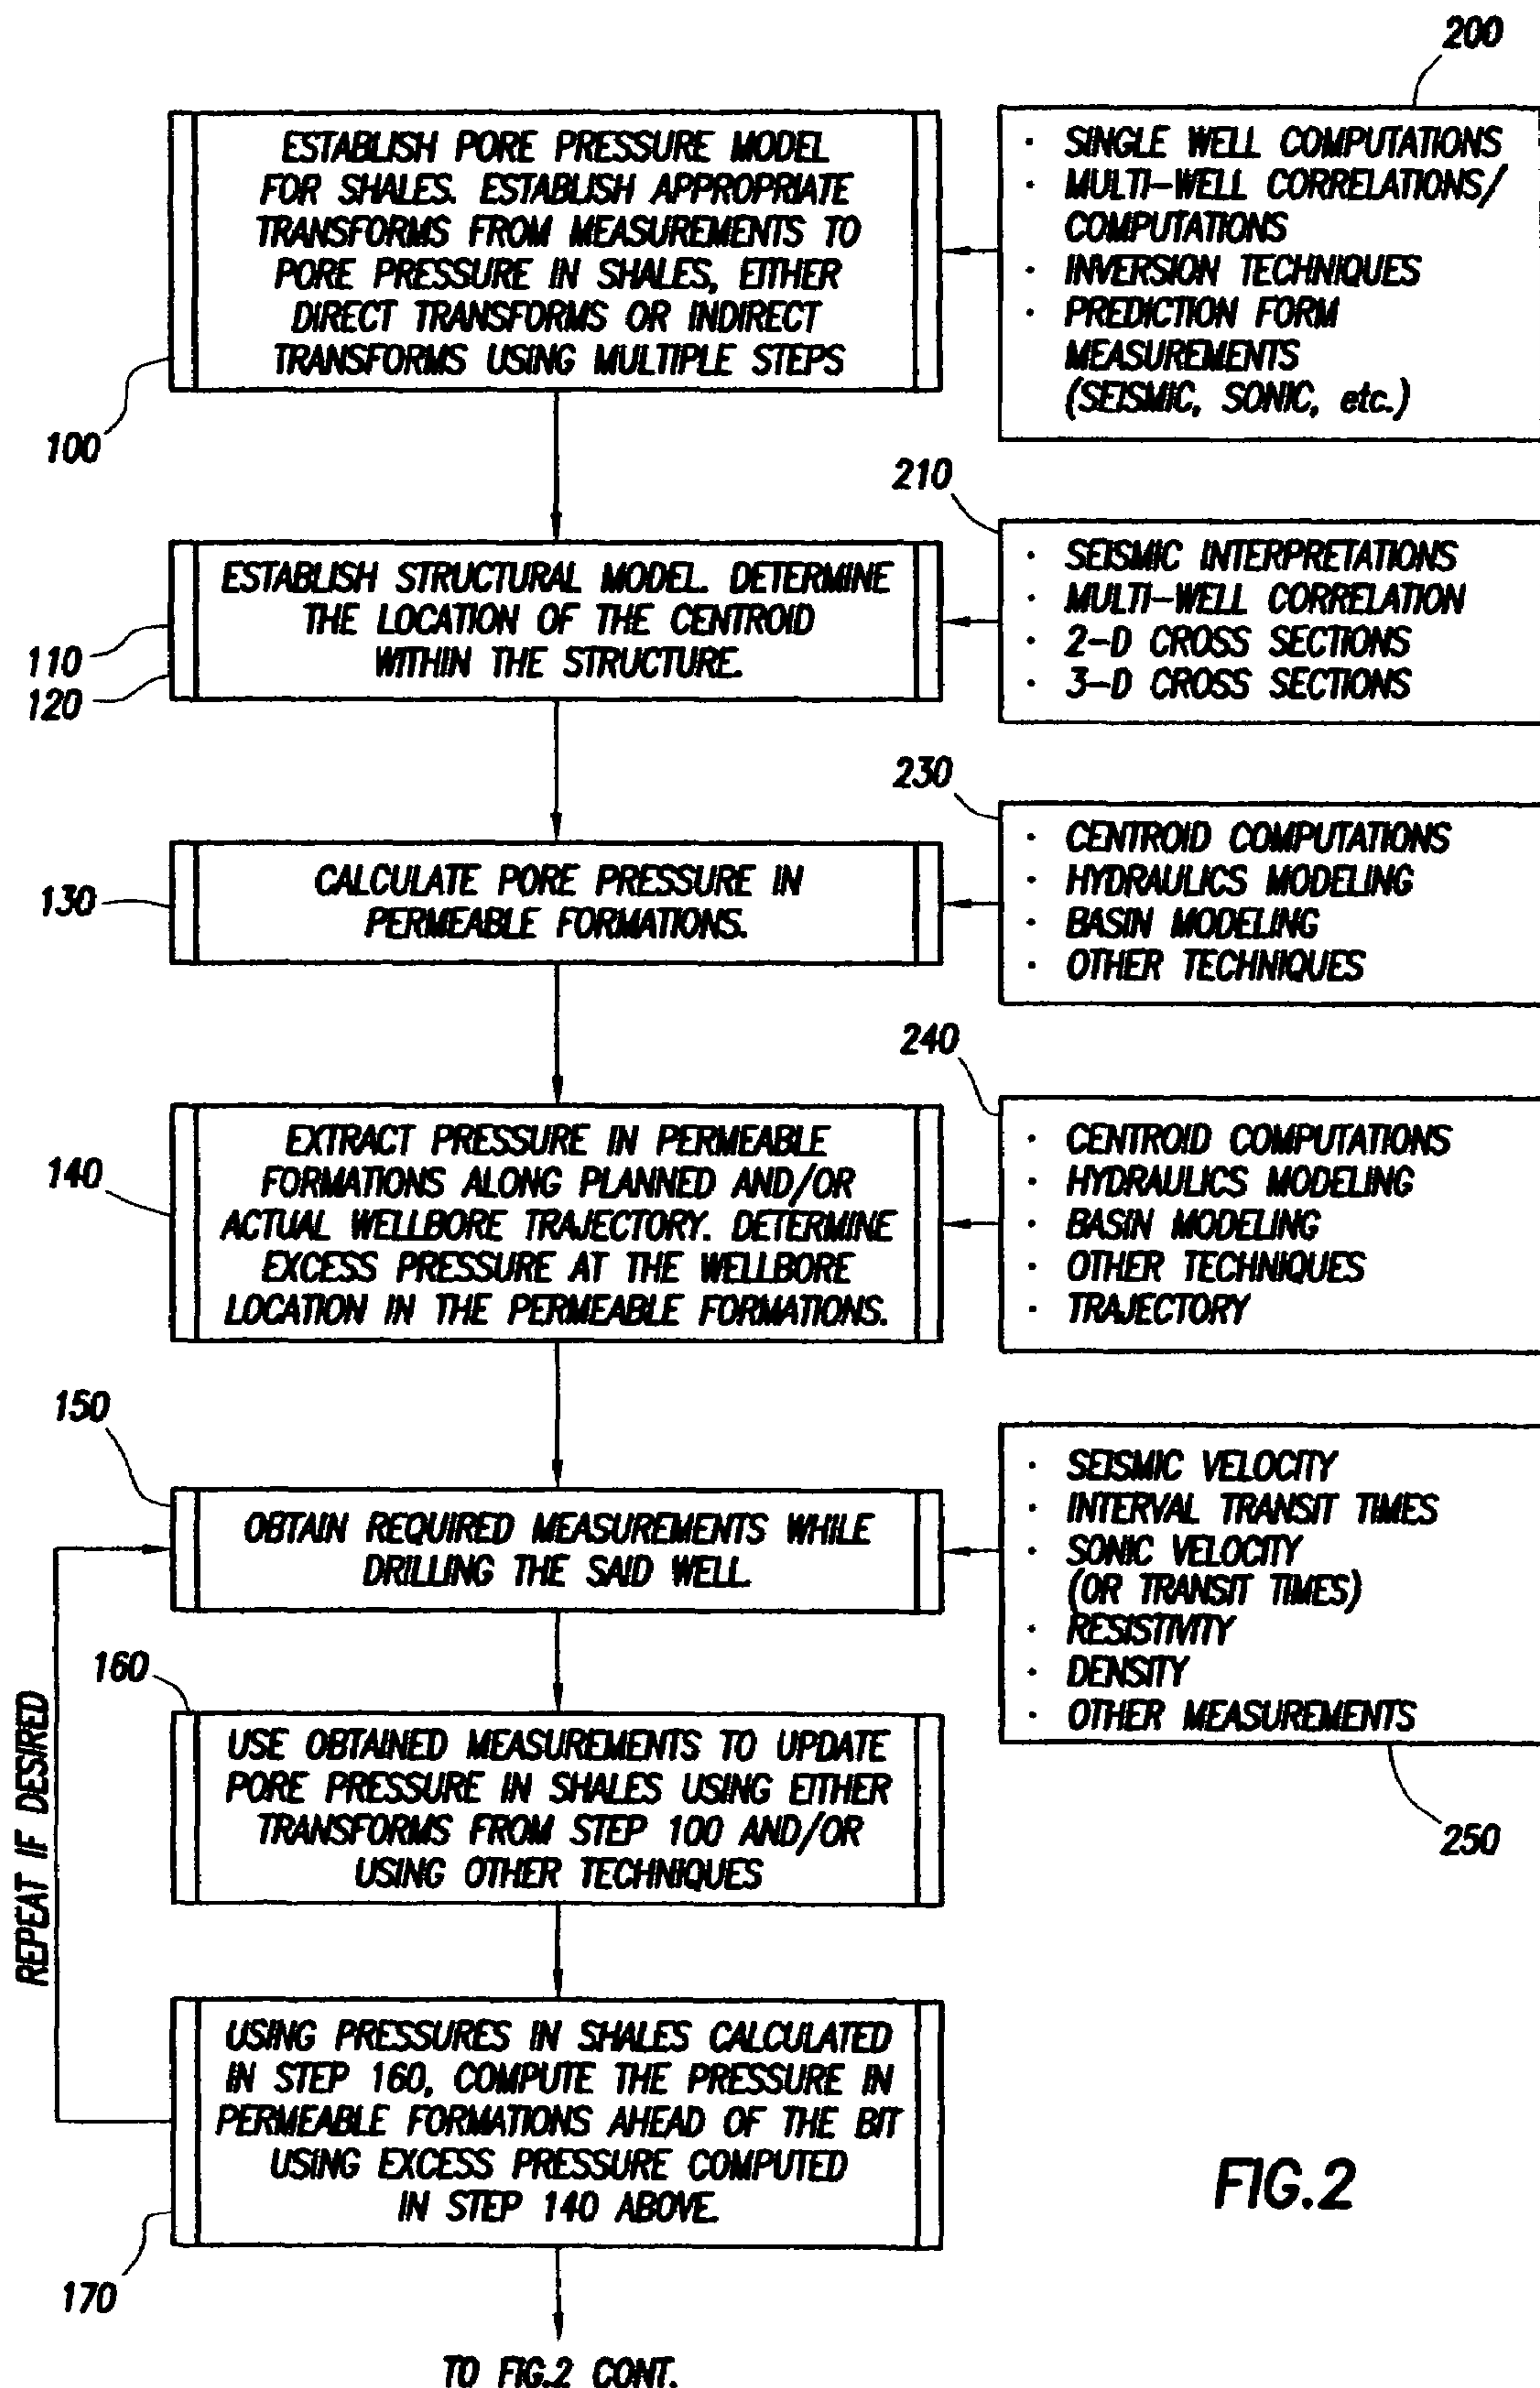 200
ESTABLISH PORE PRESSURE MODEL
FOR SHALES. ESTABLISH APPROPRIATE
TRANSFORMS FROM MEASUREMENTS TO
PORE PRESSURE IN SHALES, EITHER
DIRECT TRANSFORMS OR INDIRECT
TRANSFORMS USING MULTIPLE STEPS
100
· SINGLE WELL COMPUTATIONS
· MULTI-WELL CORRELATIONS/
COMPUTATIONS
· INVERSION TECHNIQUES
· PREDICTION FORM
MEASUREMENTS
(SEISMIC, SONIC, etc.)
210
ESTABLISH STRUCTURAL MODEL. DETERMINE
THE LOCATION OF THE CENTROID
WITHIN THE STRUCTURE.
110
120
· SEISMIC INTERPRETATIONS
· MULTI-WELL CORRELATION
· 2-D CROSS SECTIONS
· 3-D CROSS SECTIONS
230
130
CALCULATE PORE PRESSURE IN
PERMEABLE FORMATIONS.
· CENTROID COMPUTATIONS
· HYDRAULICS MODELING
· BASIN MODELING
· OTHER TECHNIQUES
240
140
EXTRACT PRESSURE IN PERMEABLE
FORMATIONS ALONG PLANNED AND/OR
ACTUAL WELLBORE TRAJECTORY. DETERMINE
EXCESS PRESSURE AT THE WELLBORE
LOCATION IN THE PERMEABLE FORMATIONS.
· CENTROID COMPUTATIONS
· HYDRAULICS MODELING
· BASIN MODELING
· OTHER TECHNIQUES
· TRAJECTORY
150
OBTAIN REQUIRED MEASUREMENTS WHILE
DRILLING THE SAID WELL.
· SEISMIC VELOCITY
· INTERVAL TRANSIT TIMES
· SONIC VELOCITY
(OR TRANSIT TIMES)
· RESISTIVITY
· DENSITY
· OTHER MEASUREMENTS
250
160
USE OBTAINED MEASUREMENTS TO UPDATE
PORE PRESSURE IN SHALES USING EITHER
TRANSFORMS FROM STEP 100 AND/OR
USING OTHER TECHNIQUES
REPEAT IF DESIRED
USING PRESSURES IN SHALES CALCULATED
IN STEP 160, COMPUTE THE PRESSURE IN
PERMEABLE FORMATIONS AHEAD OF THE BIT
USING EXCESS PRESSURE COMPUTED
IN STEP 140 ABOVE.
170
FIG.2
TO FIG.2 CONT.